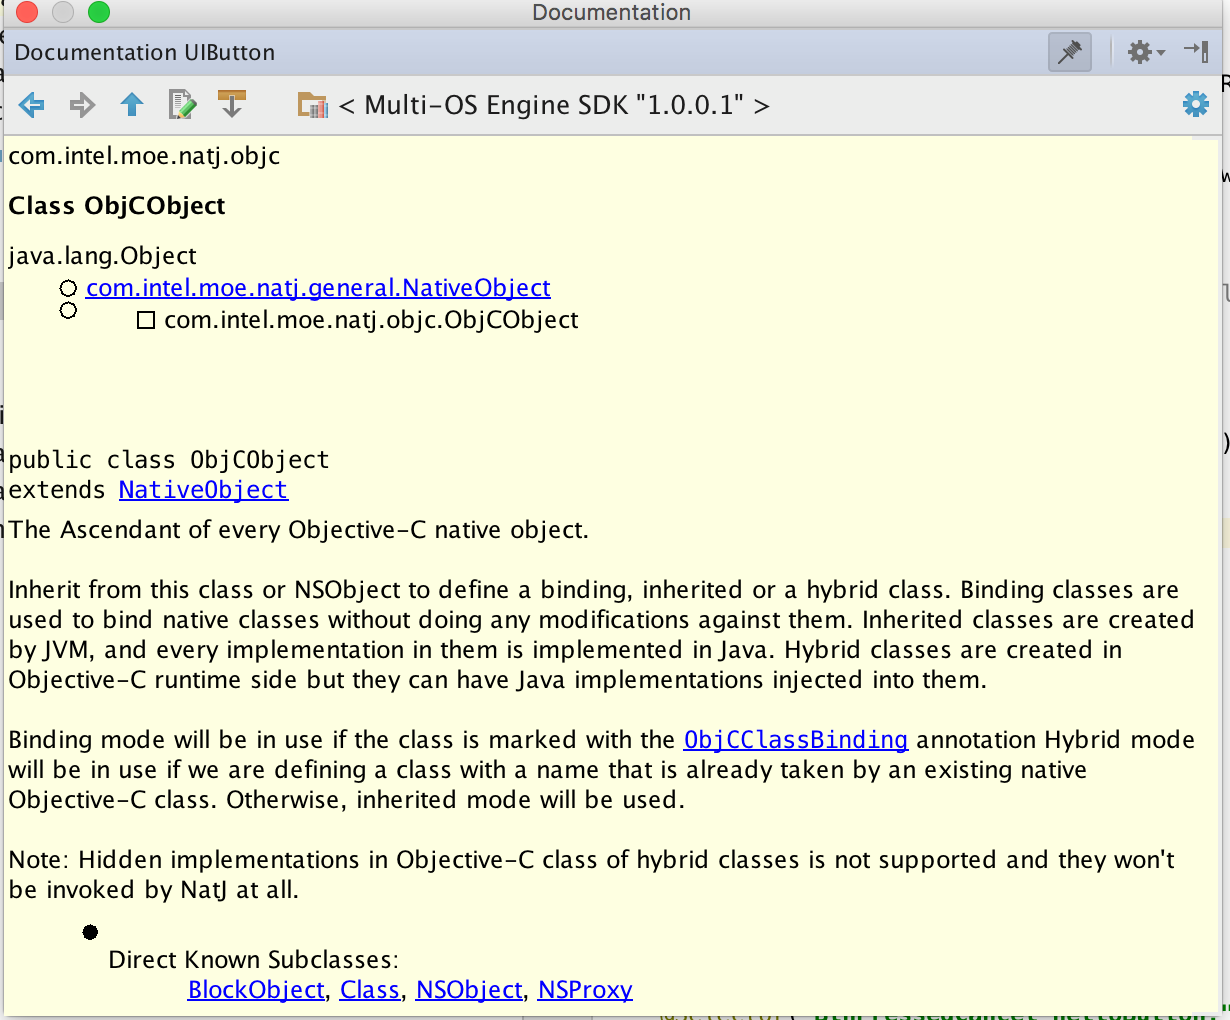 Documentation
Documentation UIButton
< Multi-OS Engine SDK "1.0.0.1" >
com.intel.moe.natj.objc
Class ObjCObject
java.lang.Object
com.intel.moe.natj.general.NativeObject
com.intel.moe.natj.objc.ObjCObject
public class ObjCObject
extends NativeObject
The Ascendant of every Objective-C native object.
Inherit from this class or NSObject to define a binding, inherited or a hybrid class. Binding classes are
used to bind native classes without doing any modifications against them. Inherited classes are created
by JVM, and every implementation in them is implemented in Java. Hybrid classes are created in
Objective-C runtime side but they can have Java implementations injected into them.
Binding mode will be in use if the class is marked with the ObjCClassBinding annotation Hybrid mode
will be in use if we are defining a class with a name that is already taken by an existing native
Objective-C class. Otherwise, inherited mode will be used.
Note: Hidden implementations in Objective-C class of hybrid classes is not supported and they won't
be invoked by NatJ at all.
Direct Known Subclasses:
BlockObject, Class, NSObject, NSProxy